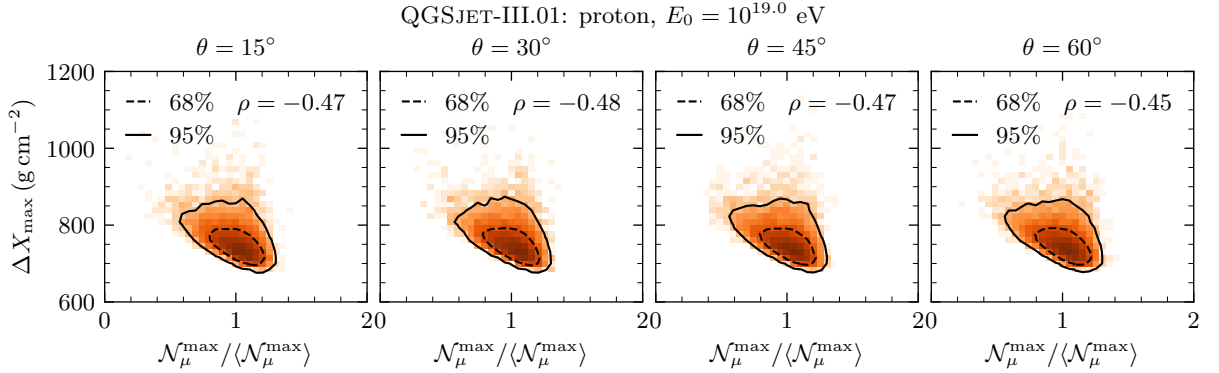 QGSJET-III.01: proton, $E_0 = 10^{19.0}$ eV
θ = 15° θ = 30° θ = 45° θ = 60°
1200
1000
800
600
ΔX_max (g cm⁻²)
68% ρ = −0.47
95%
68% ρ = −0.48
95%
68% ρ = −0.47
95%
68% ρ = −0.45
95%
0 1 20 1 20 1 20 1 2
𝒩_μ^max/⟨𝒩_μ^max⟩ 𝒩_μ^max/⟨𝒩_μ^max⟩ 𝒩_μ^max/⟨𝒩_μ^max⟩ 𝒩_μ^max/⟨𝒩_μ^max⟩